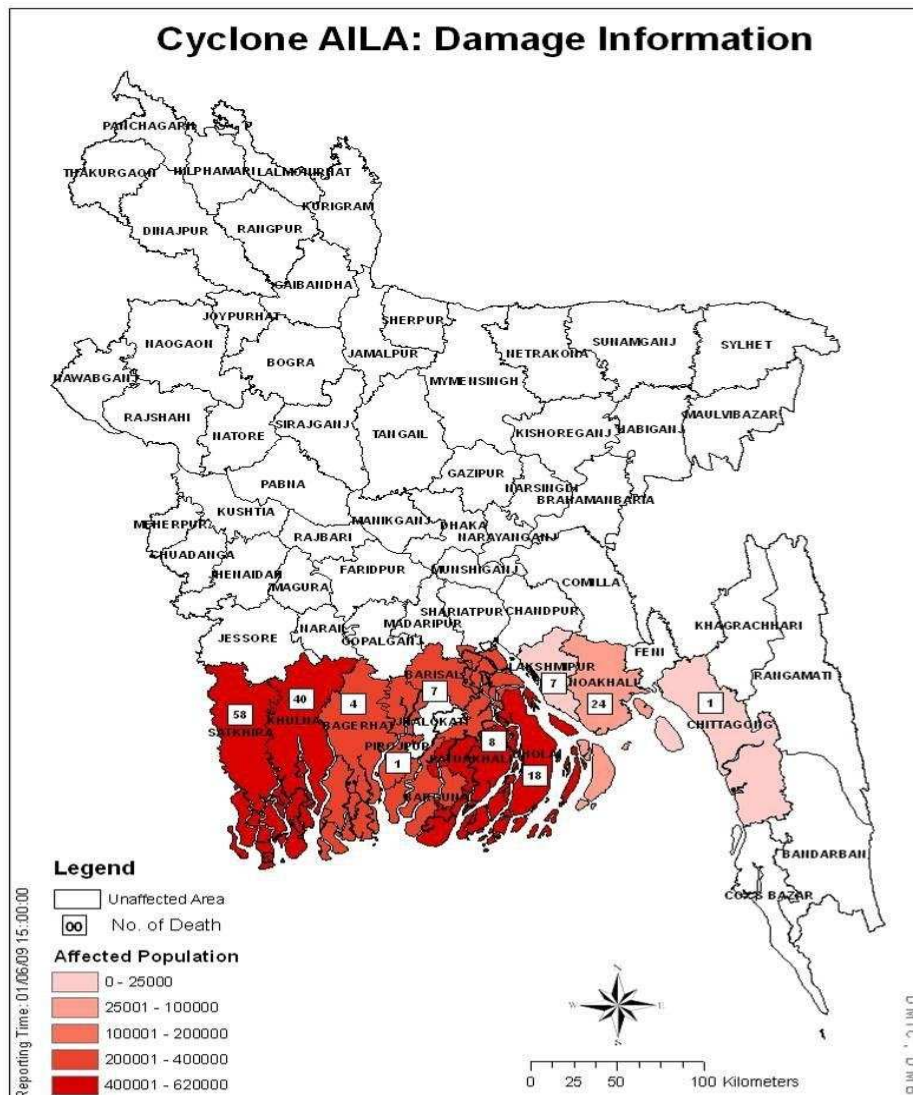 Cyclone AILA: Damage Information
PANCHAGARH
THAKURGAON
NILPHAMARI
LALMONIRHAT
KURIGRAM
DINAJPUR
RANGPUR
GAIBANDHA
JOYPURHAT
SHERPUR
NAOGAON
BOGRA
JAMALPUR
NETRAKONA
SUNAMGANJ
SYLHET
NAWABGANJ
MYMENSINGH
RAJSHAHI
NATORE
SIRAJGANJ
TANGAIL
KISHOREGANJ
HABIGANJ
MAULVIBAZAR
GAZIPUR
PABNA
NARSINGDI
BRAHAMANBARIA
KUSHTIA
MEHERPUR
MANIKGANJ
DHAKA
NARAYANGANJ
RAJBARI
CHUADANGA
JHENAIDAH
MAGURA
FARIDPUR
MUNSHIGANJ
COMILLA
SHARIATPUR
CHANDPUR
MADARIPUR
NARAIL
GOPALGANJ
JESSORE
KHAGRACHHARI
FENI
LAKSHMIPUR
RANGAMATI
BARISAL
7
NOAKHALI
7
24
1
CHITTAGONG
58
SATKHIRA
40
KHULNA
4
BAGERHAT
JHALOKATI
PIROJPUR
1
8
PATUAKHALI
BHOLA
18
BARGUNA
BANDARBAN
COX'S BAZAR
Legend
Unaffected Area
00 No. of Death
Affected Population
0 - 25000
25001 - 100000
100001 - 200000
200001 - 400000
400001 - 620000
Reporting Time: 01/06/09 15:00:00
N
W E
S
0 25 50 100 Kilometers